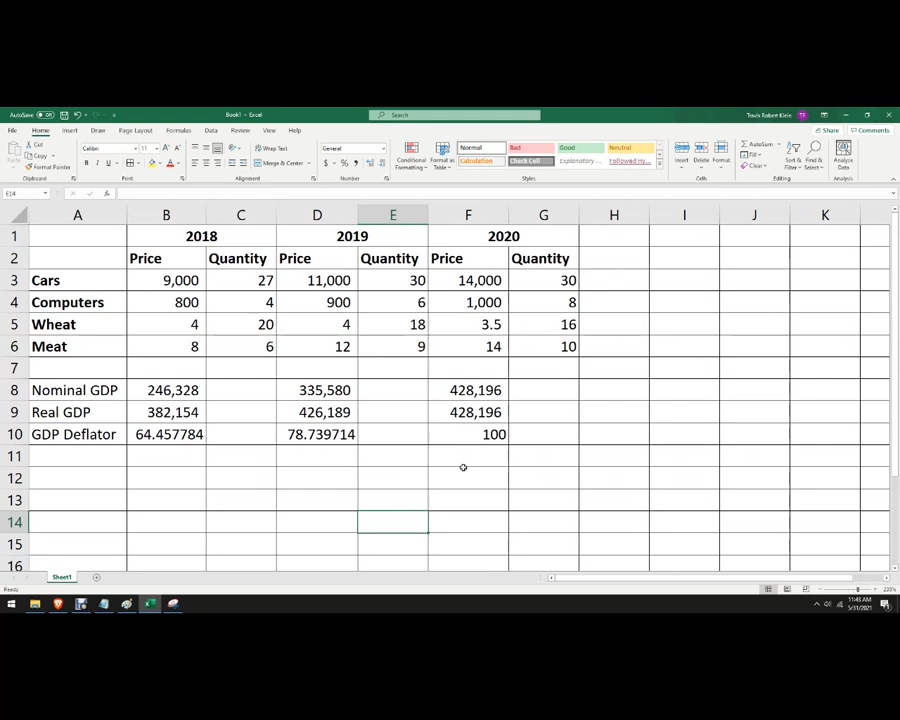 AutoSave Off Book1 - Excel Search Travis Robert Klein TR
File Home Insert Draw Page Layout Formulas Data Review View Help Share Comments
Paste Cut Copy Format Painter Clipboard
Calibri 11 B I U A Font
Wrap Text Merge & Center Alignment
General $ % Number
Conditional Formatting Format as Table
Normal Bad Good Neutral
Calculation Check Cell Explanatory ... Followed Hy...
Styles
Insert Delete Format Cells
AutoSum Fill Clear Sort & Filter Find & Select Editing
Analyze Data Analysis
E14 fx
A B C D E F G H I J K
1 2018 2019 2020
2 Price Quantity Price Quantity Price Quantity
3 Cars 9,000 27 11,000 30 14,000 30
4 Computers 800 4 900 6 1,000 8
5 Wheat 4 20 4 18 3.5 16
6 Meat 8 6 12 9 14 10
7
8 Nominal GDP 246,328 335,580 428,196
9 Real GDP 382,154 426,189 428,196
10 GDP Deflator 64.457784 78.739714 100
11
12
13
14
15
16
Sheet1
Ready 235%
11:43 AM
5/31/2021